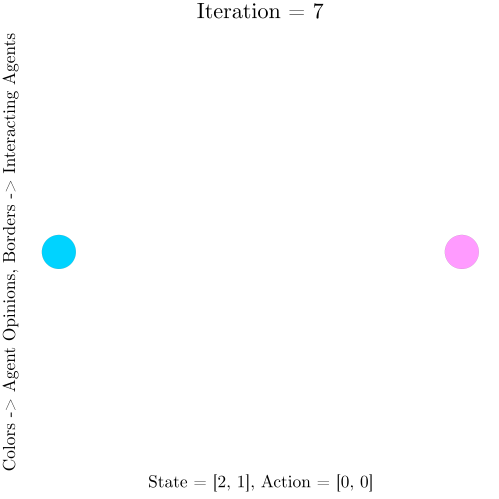 Iteration = 7
Colors -> Agent Opinions, Borders -> Interacting Agents
State = [2, 1], Action = [0, 0]